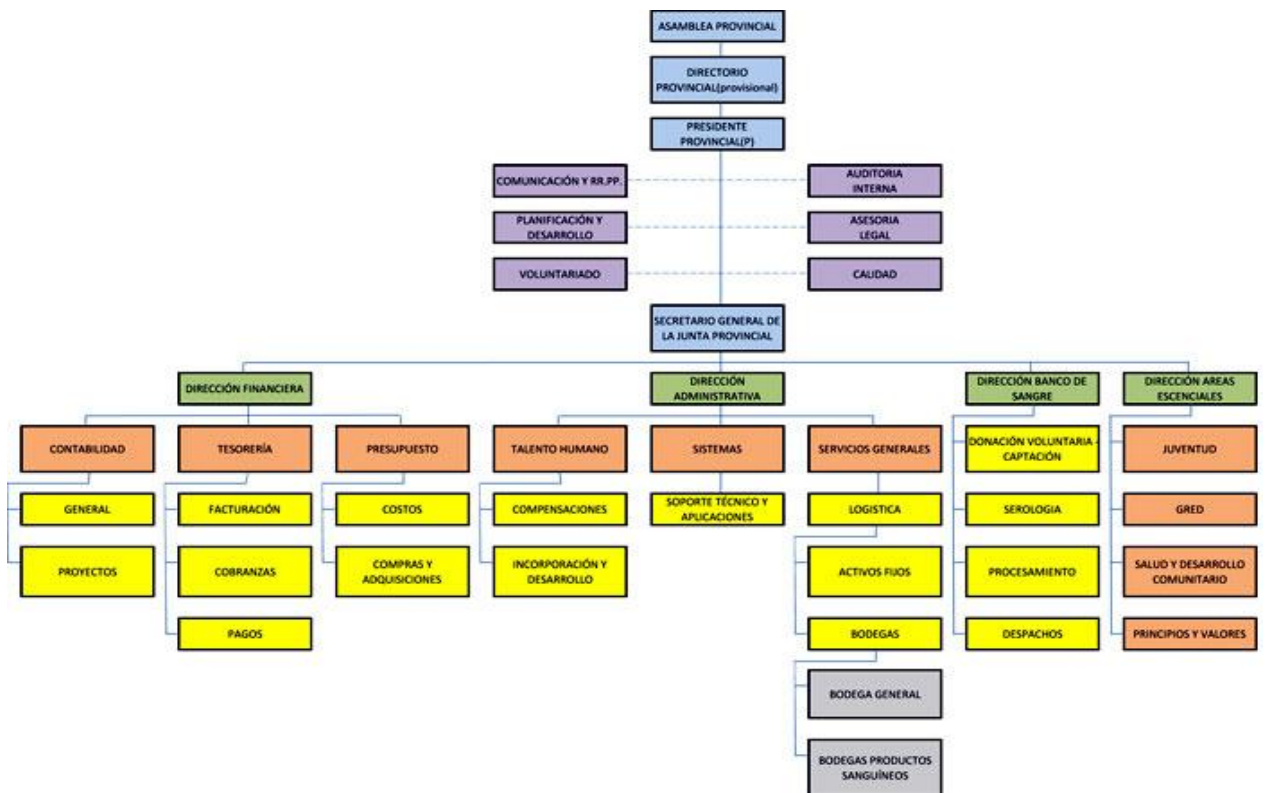 ASAMBLEA PROVINCIAL
DIRECTORIO
PROVINCIAL(provisional)
PRESIDENTE
PROVINCIAL(P)
COMUNICACIÓN Y RR.PP.
AUDITORIA
INTERNA
PLANIFICACIÓN Y
DESARROLLO
ASESORIA
LEGAL
VOLUNTARIADO
CALIDAD
SECRETARIO GENERAL DE
LA JUNTA PROVINCIAL
DIRECCIÓN FINANCIERA
DIRECCIÓN
ADMINISTRATIVA
DIRECCIÓN BANCO DE
SANGRE
DIRECCIÓN AREAS
ESCENCIALES
CONTABILIDAD
TESORERÍA
PRESUPUESTO
TALENTO HUMANO
SISTEMAS
SERVICIOS GENERALES
DONACIÓN VOLUNTARIA -
CAPTACIÓN
JUVENTUD
GENERAL
FACTURACIÓN
COSTOS
COMPENSACIONES
SOPORTE TÉCNICO Y
APLICACIONES
LOGISTICA
SEROLOGIA
GRED
PROYECTOS
COBRANZAS
COMPRAS Y
ADQUISICIONES
INCORPORACIÓN Y
DESARROLLO
ACTIVOS FIJOS
PROCESAMIENTO
SALUD Y DESARROLLO
COMUNITARIO
PAGOS
BODEGAS
DESPACHOS
PRINCIPIOS Y VALORES
BODEGA GENERAL
BODEGAS PRODUCTOS
SANGUÍNEOS